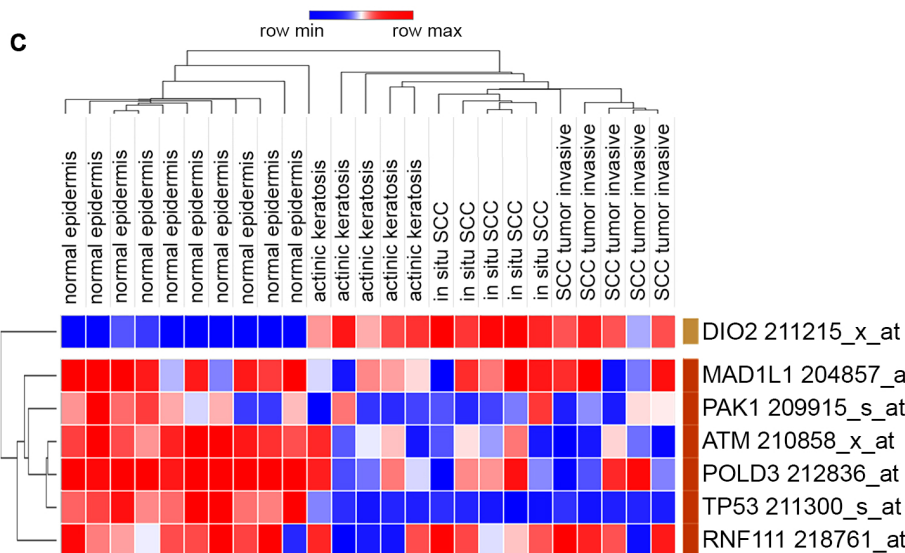 c
row min row max
normal epidermis
normal epidermis
normal epidermis
normal epidermis
normal epidermis
normal epidermis
normal epidermis
normal epidermis
normal epidermis
normal epidermis
actinic keratosis
actinic keratosis
actinic keratosis
actinic keratosis
actinic keratosis
in situ SCC
in situ SCC
in situ SCC
in situ SCC
in situ SCC
SCC tumor invasive
SCC tumor invasive
SCC tumor invasive
SCC tumor invasive
SCC tumor invasive
DIO2 211215_x_at
MAD1L1 204857_a
PAK1 209915_s_at
ATM 210858_x_at
POLD3 212836_at
TP53 211300_s_at
RNF111 218761_at